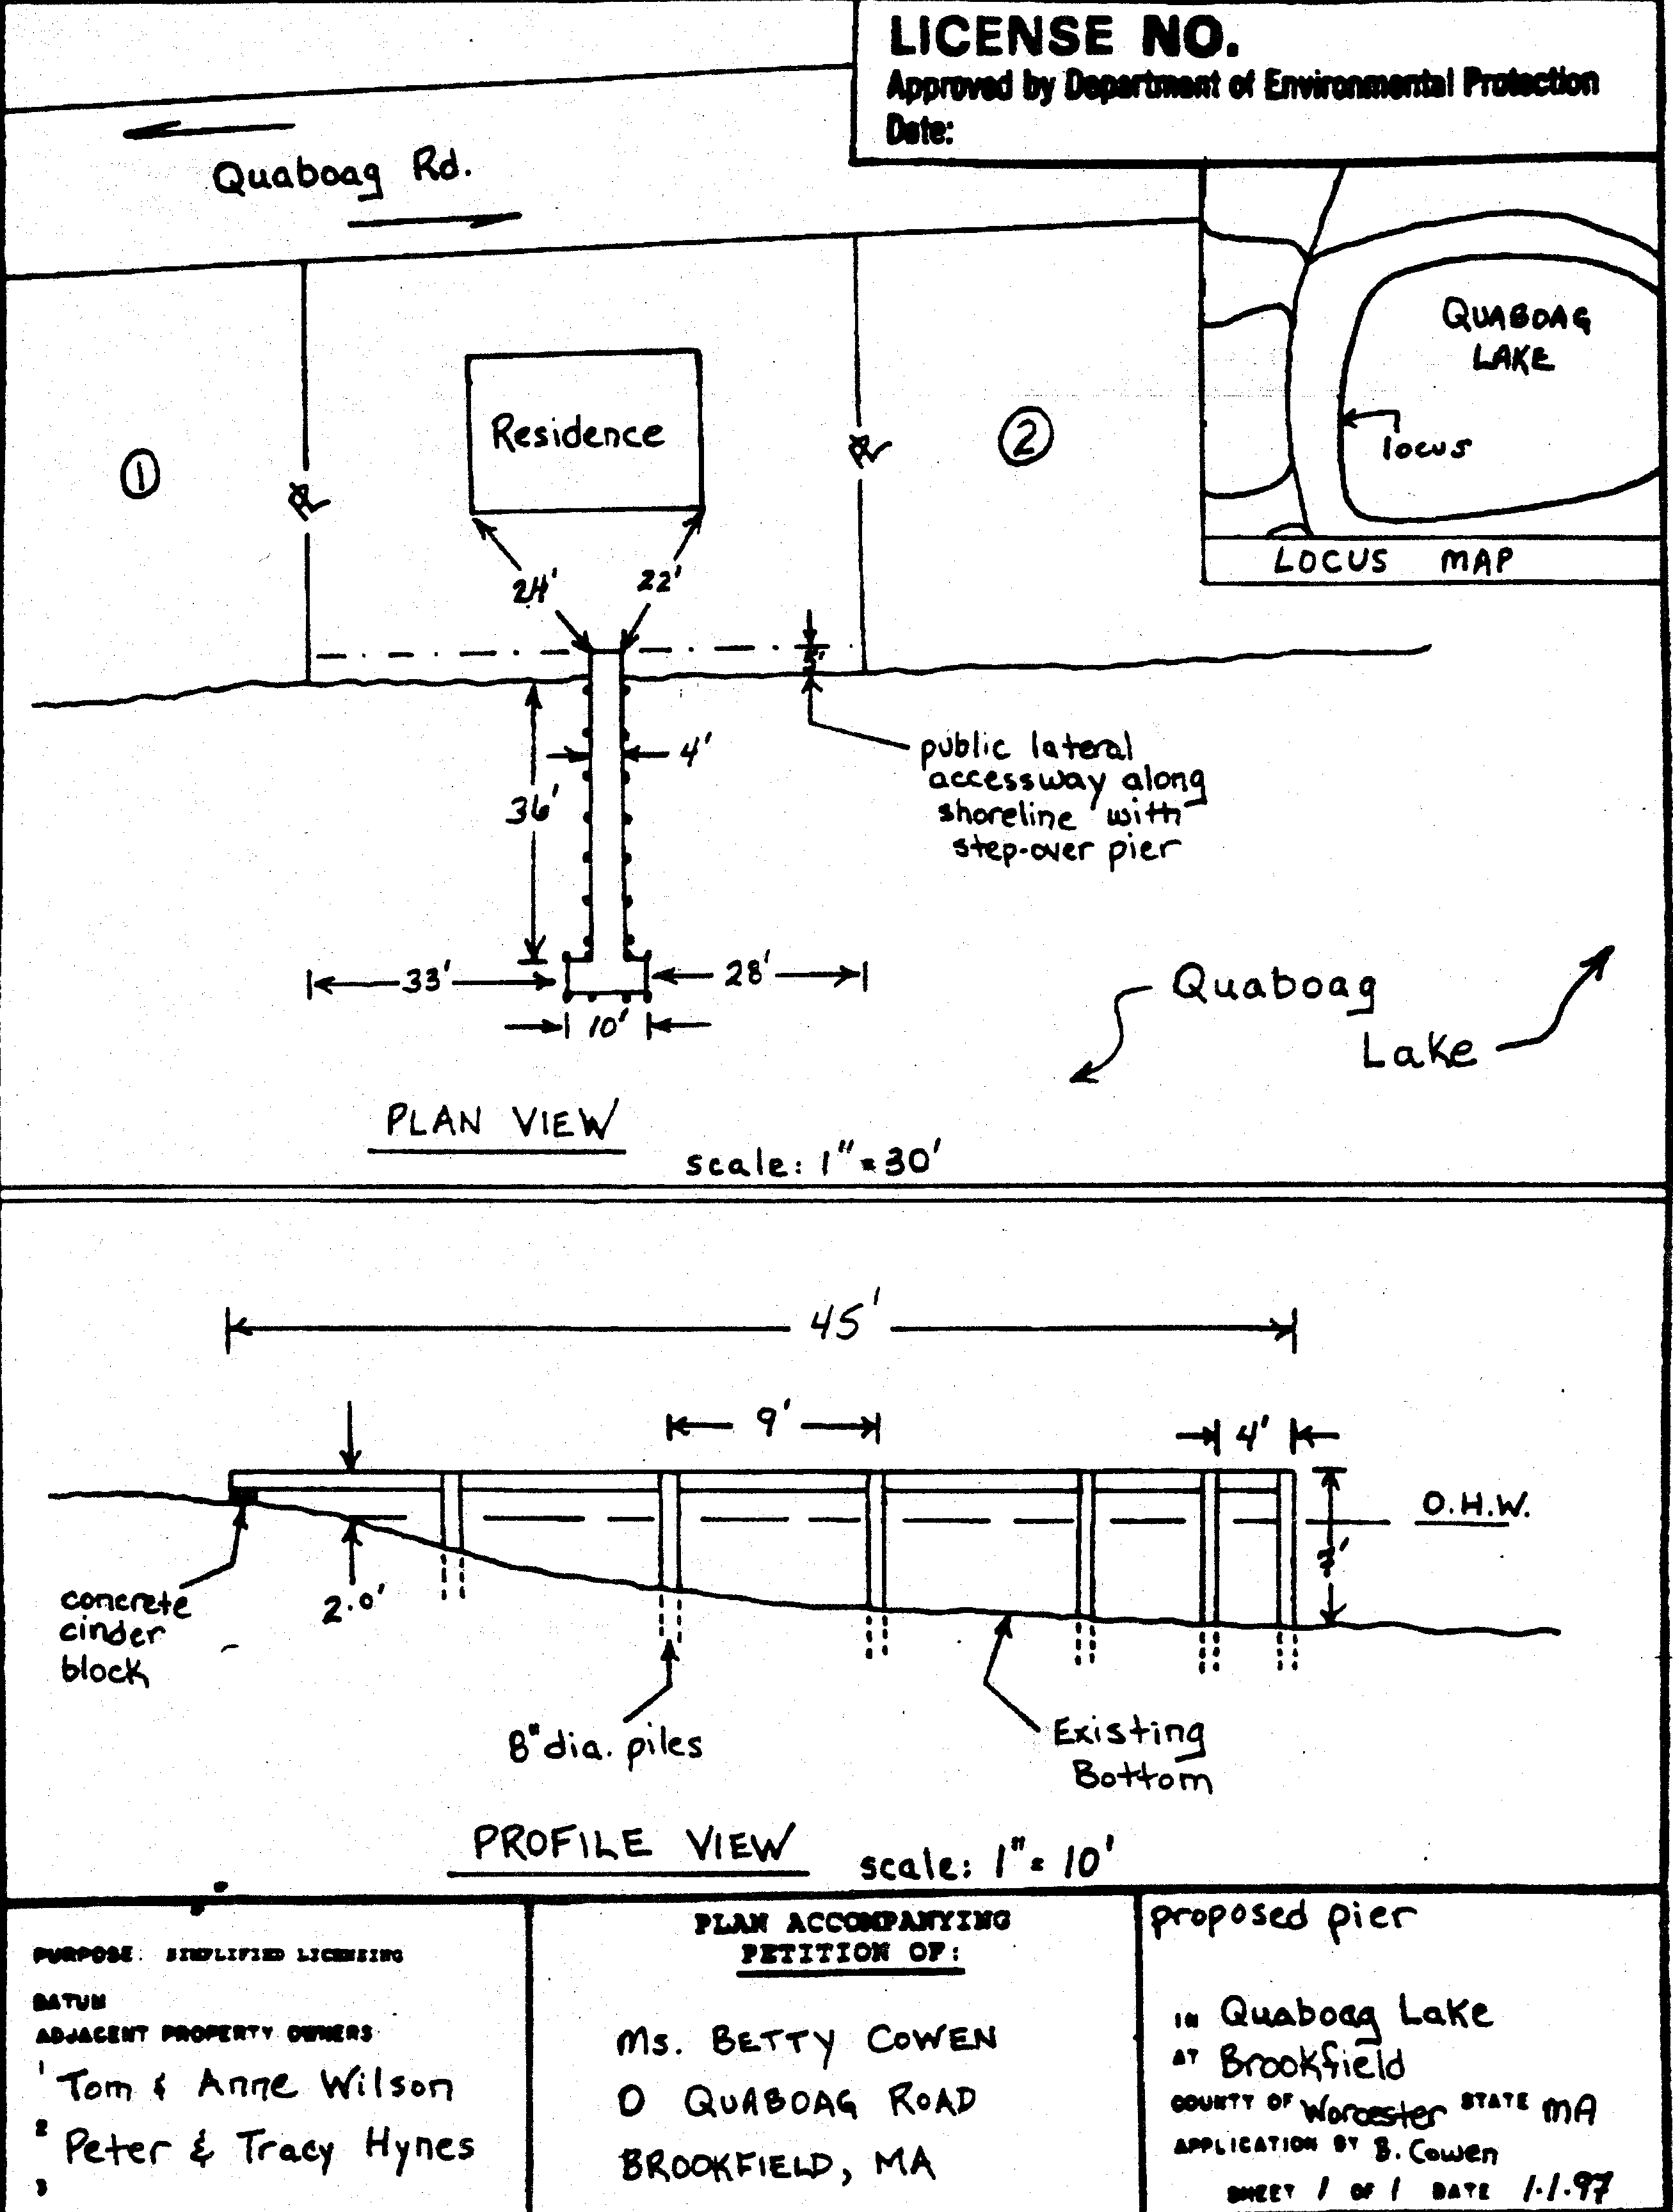 LICENSE NO.
Approved by Department of Environmental Protection
Date:
Quaboag Rd.
QUABOAG
LAKE
locus
LOCUS MAP
1
Residence
2
24'
22'
4'
36'
public lateral
accessway along
shoreline with
step-over pier
33'
28'
10'
Quaboag
Lake
PLAN VIEW
scale: 1"=30'
45'
9'
4'
O.H.W.
2.0'
concrete
cinder
block
8" dia. piles
Existing
Bottom
PROFILE VIEW
scale: 1"= 10'
PURPOSE: SIMPLIFIED LICENSING
DATUM
ADJACENT PROPERTY OWNERS
1 Tom & Anne Wilson
2 Peter & Tracy Hynes
3
PLAN ACCOMPANYING
PETITION OF:
Ms. BETTY COWEN
0 QUABOAG ROAD
BROOKFIELD, MA
proposed pier
IN Quaboag Lake
AT Brookfield
COUNTY OF Worcester STATE MA
APPLICATION BY B. Cowen
SHEET 1 OF 1 DATE 1.1.97